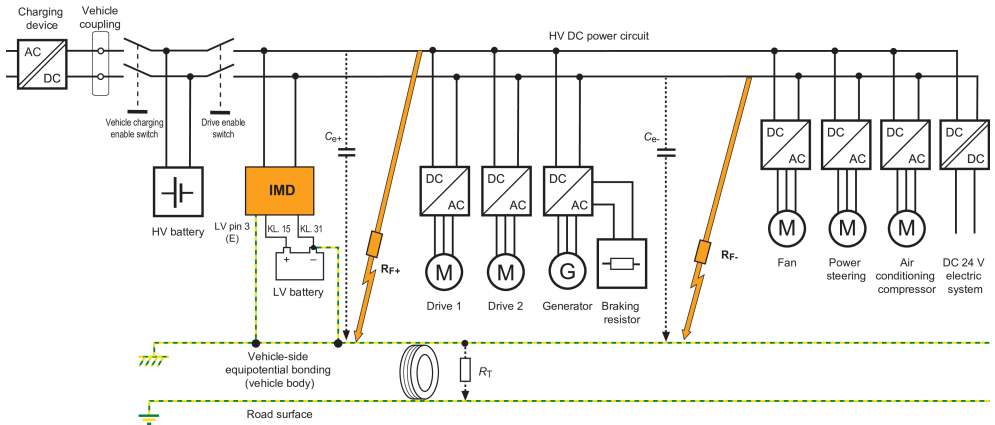 Charging
device
Vehicle
coupling
HV DC power circuit
AC
DC
Vehicle charging
enable switch
Drive enable
switch
Ce+
Ce-
DC
AC
DC
AC
DC
AC
DC
AC
DC
AC
DC
AC
DC
DC
IMD
HV battery
LV pin 3
(E)
KL. 15
KL. 31
+
–
LV battery
RF+
RF-
M
M
G
M
M
M
Drive 1
Drive 2
Generator
Braking
resistor
Fan
Power
steering
Air
conditioning
compressor
DC 24 V
electric
system
Vehicle-side
equipotential bonding
(vehicle body)
RT
Road surface